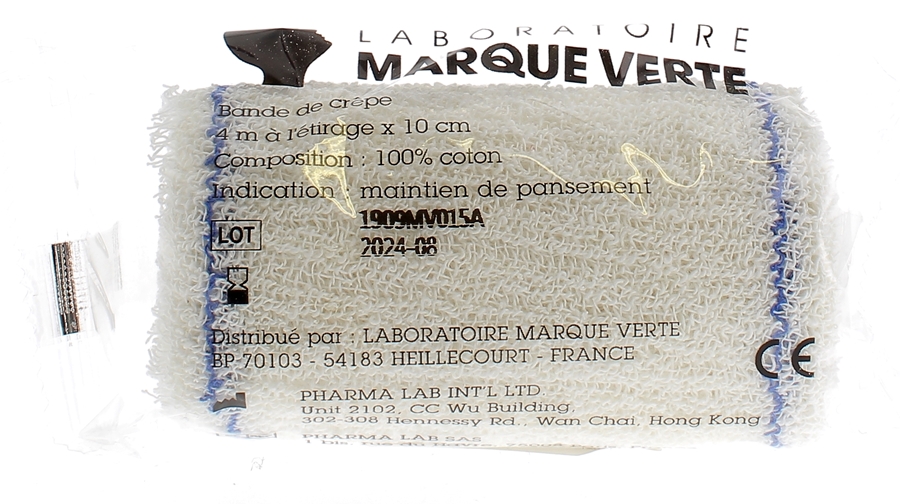 LABORATOIRE
MARQUE VERTE
Bande de crêpe
4 m à l'étirage x 10 cm
Composition : 100% coton
Indication : maintien de pansement
1909MV015A
LOT
2024-08
Distribué par : LABORATOIRE MARQUE VERTE
BP 70103 - 54183 HEILLECOURT - FRANCE
CE
PHARMA LAB INT'L LTD.
Unit 2102, CC Wu Building,
302-308 Hennessy Rd., Wan Chai, Hong Kong
PHARMA LAB SAS